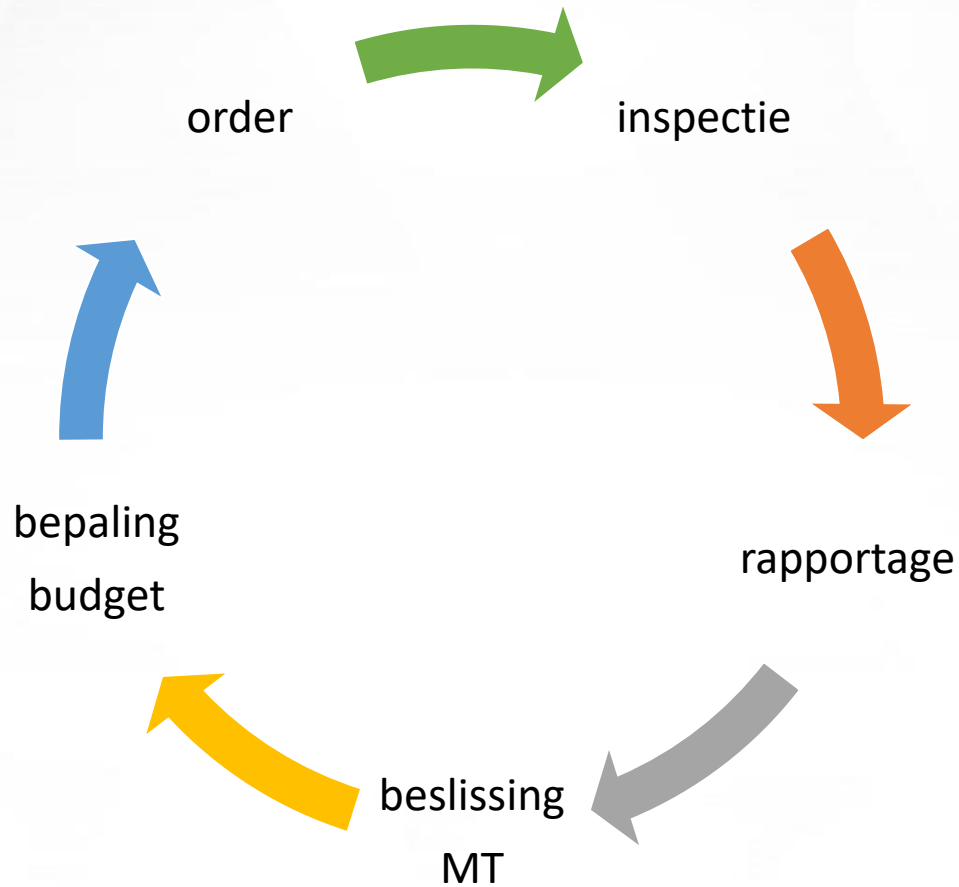 order
inspectie
rapportage
beslissing
MT
bepaling
budget